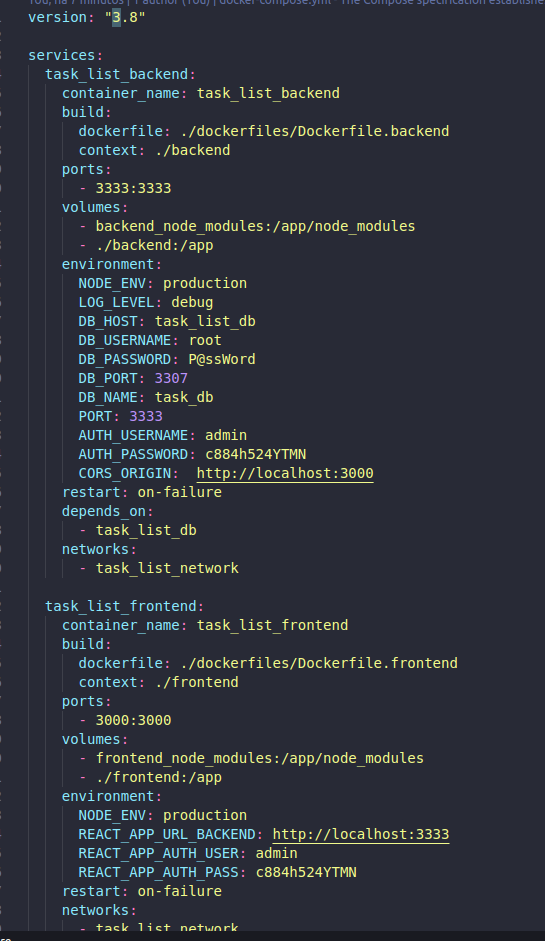 You, há 7 minutos | 1 author (You) | docker-compose.yml - The Compose specification establishe
version: "3.8"
services:
  task_list_backend:
    container_name: task_list_backend
    build:
      dockerfile: ./dockerfiles/Dockerfile.backend
      context: ./backend
    ports:
      - 3333:3333
    volumes:
      - backend_node_modules:/app/node_modules
      - ./backend:/app
    environment:
      NODE_ENV: production
      LOG_LEVEL: debug
      DB_HOST: task_list_db
      DB_USERNAME: root
      DB_PASSWORD: P@ssWord
      DB_PORT: 3307
      DB_NAME: task_db
      PORT: 3333
      AUTH_USERNAME: admin
      AUTH_PASSWORD: c884h524YTMN
      CORS_ORIGIN:  http://localhost:3000
    restart: on-failure
    depends_on:
      - task_list_db
    networks:
      - task_list_network
  task_list_frontend:
    container_name: task_list_frontend
    build:
      dockerfile: ./dockerfiles/Dockerfile.frontend
      context: ./frontend
    ports:
      - 3000:3000
    volumes:
      - frontend_node_modules:/app/node_modules
      - ./frontend:/app
    environment:
      NODE_ENV: production
      REACT_APP_URL_BACKEND: http://localhost:3333
      REACT_APP_AUTH_USER: admin
      REACT_APP_AUTH_PASS: c884h524YTMN
    restart: on-failure
    networks:
      - task_list_network